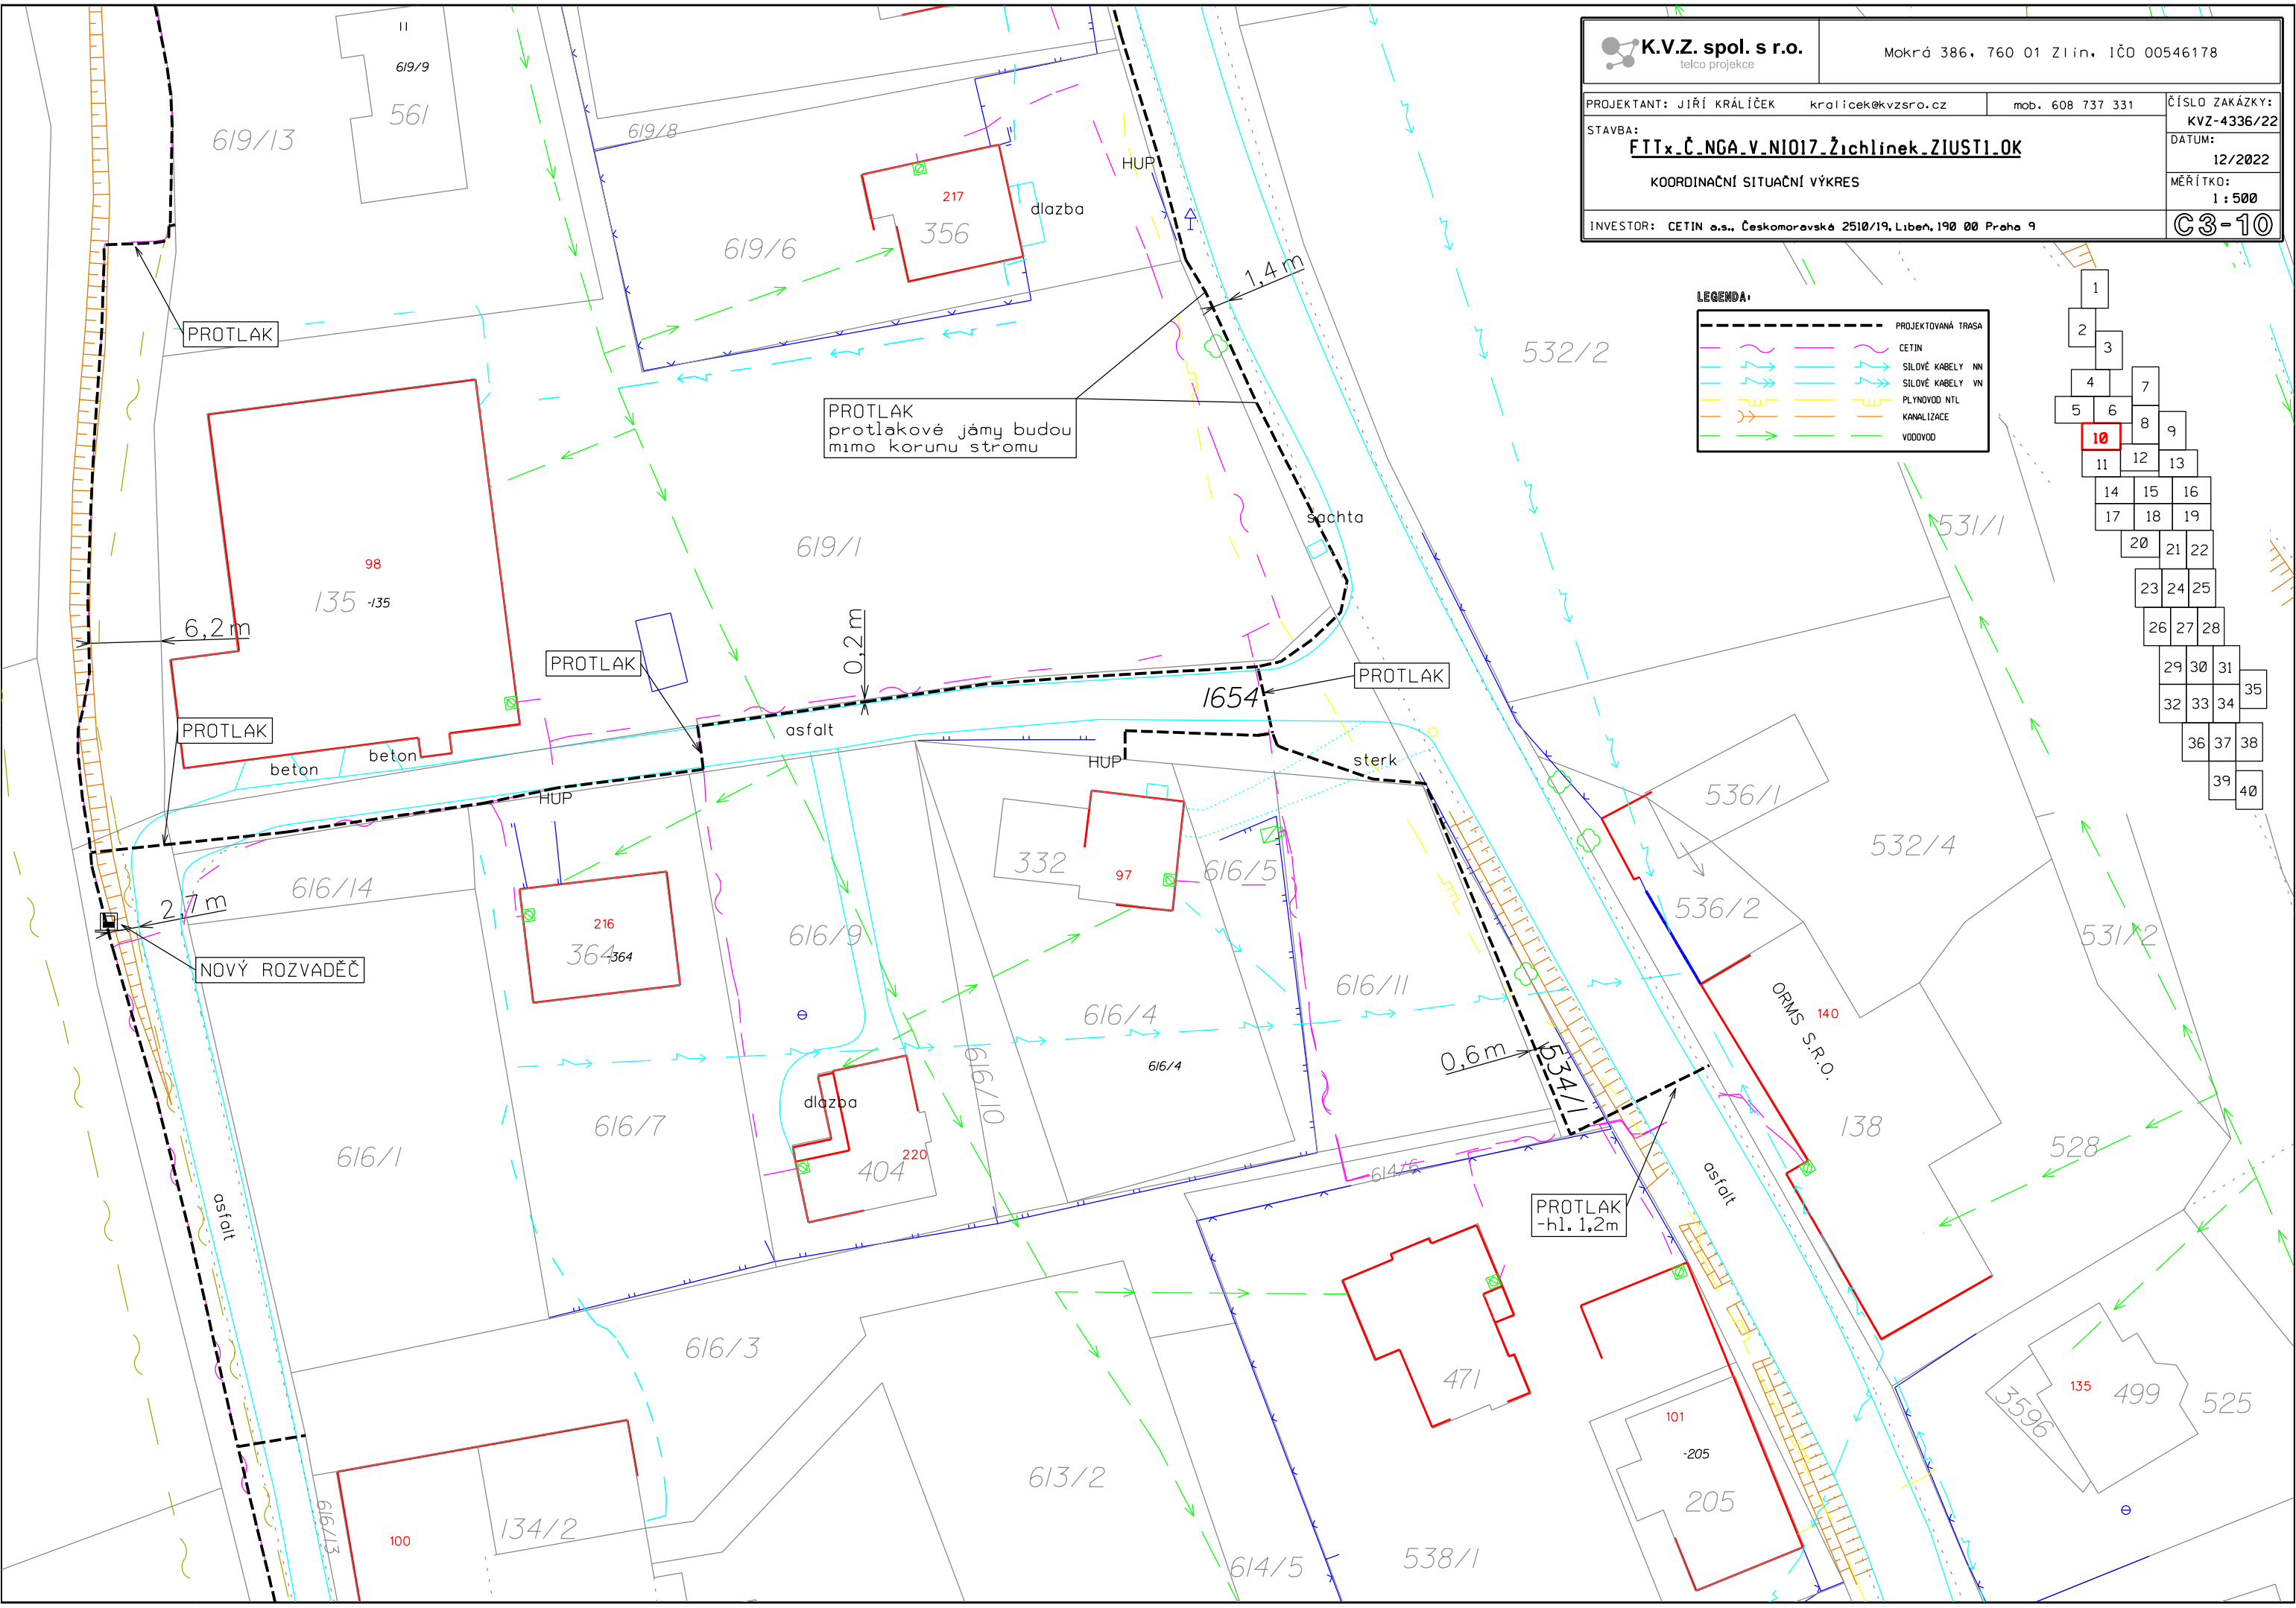 K.V.Z. spol. s r.o.
telco projekce
Mokrá 386, 760 01 Zlín, IČO 00546178
PROJEKTANT: JIŘÍ KRÁLÍČEK kralicek@kvzsro.cz mob. 608 737 331
ČÍSLO ZAKÁZKY:
KVZ-4336/22
STAVBA:
FTTx_Č_NGA_V_NIO17_Žichlínek_ZIUST1_OK
DATUM:
12/2022
KOORDINAČNÍ SITUAČNÍ VÝKRES
MĚŘÍTKO:
1:500
INVESTOR: CETIN a.s., Českomoravská 2510/19, Libeň, 190 00 Praha 9
C3-10
LEGENDA:
PROJEKTOVANÁ TRASA
CETIN
SILOVÉ KABELY NN
SILOVÉ KABELY VN
PLYNOVOD NTL
KANALIZACE
VODOVOD
1
2
3
4
7
5
6
8
9
10
11
12
13
14
15
16
17
18
19
20
21
22
23
24
25
26
27
28
29
30
31
35
32
33
34
36
37
38
39
40
619/9
561
619/13
619/8
HUP
217
356
dlazba
619/6
1,4m
PROTLAK
532/2
PROTLAK
protlakové jámy budou
mimo korunu stromu
sachta
531/1
619/1
98
135
-135
6,2m
0,2m
PROTLAK
PROTLAK
1654
PROTLAK
asfalt
beton
beton
HUP
sterk
HUP
536/1
532/4
332
97
616/5
616/14
2,7m
216
364
364
616/9
536/2
531/2
NOVÝ ROZVADĚČ
616/11
616/4
ORMS S.R.O.
140
0,6m
534/1
616/4
616/10
dlazba
616/7
616/1
404
220
138
528
614/6
asfalt
asfalt
PROTLAK
-hl. 1,2m
616/3
471
135
499
525
3596
101
-205
205
613/2
616/13
134/2
100
614/5
538/1